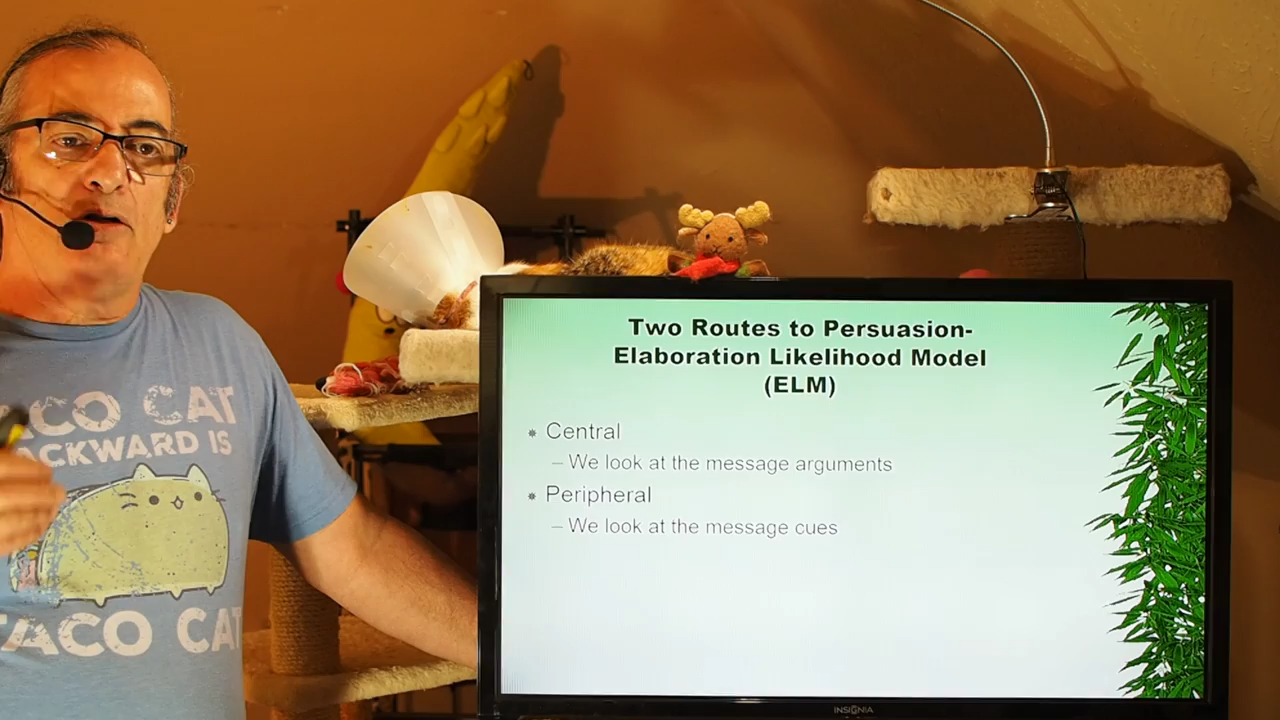 ACO CAT
ACKWARD IS
TACO CAT
Two Routes to Persuasion-
Elaboration Likelihood Model
(ELM)
Central
– We look at the message arguments
Peripheral
– We look at the message cues
INSIGNIA